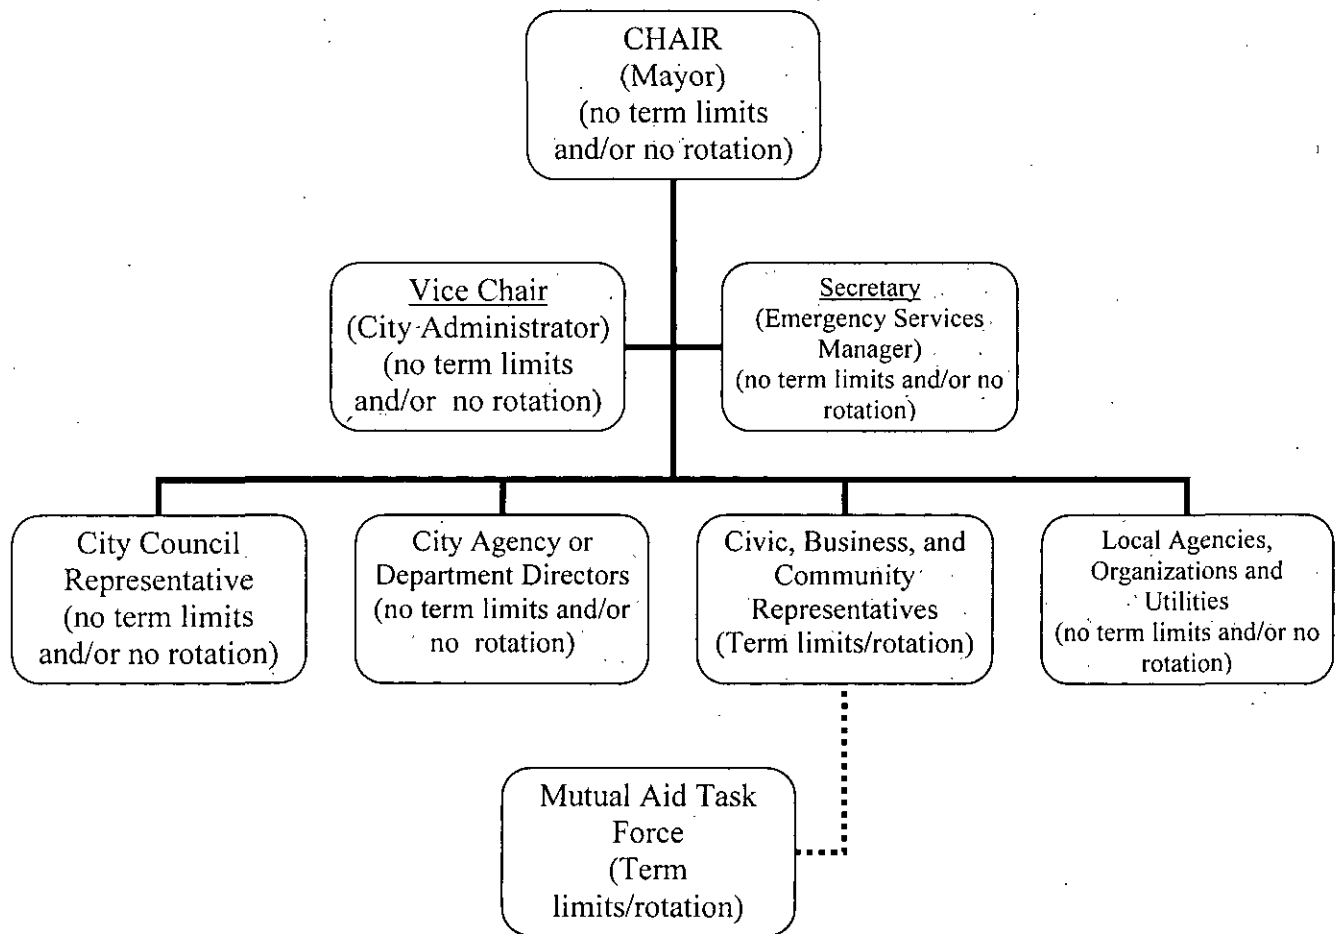 CHAIR
(Mayor)
(no term limits
and/or no rotation)
Vice Chair
(City Administrator)
(no term limits
and/or no rotation)
Secretary
(Emergency Services
Manager)
(no term limits and/or no
rotation)
City Council
Representative
(no term limits
and/or no rotation)
City Agency or
Department Directors
(no term limits and/or
no rotation)
Civic, Business, and
Community
Representatives
(Term limits/rotation)
Local Agencies,
Organizations and
Utilities
(no term limits and/or no
rotation)
Mutual Aid Task
Force
(Term
limits/rotation)